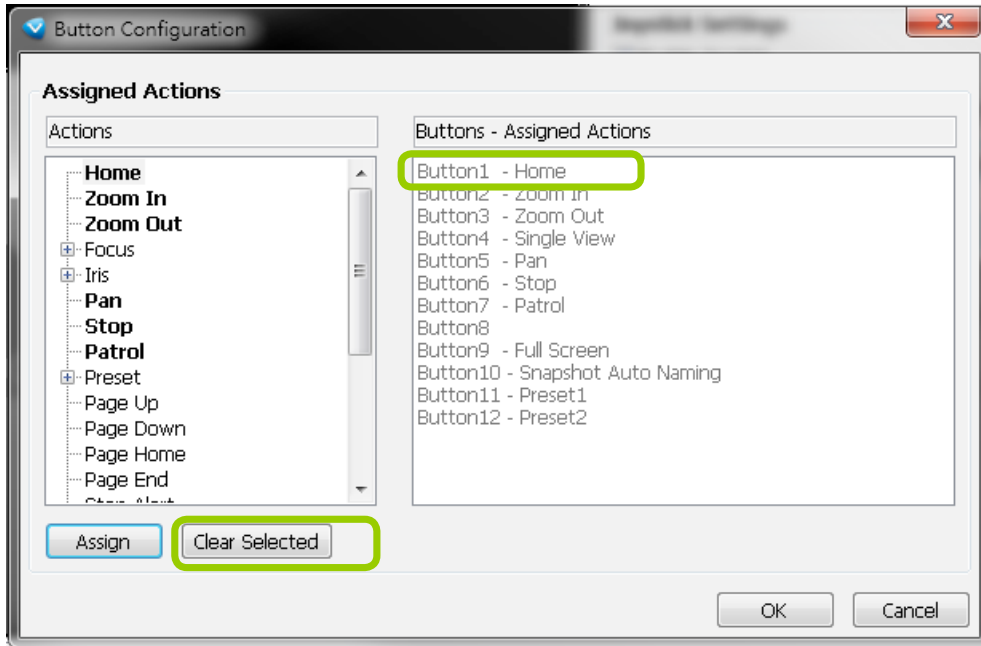 Button Configuration
Joystick Settings
Assigned Actions
Actions
Home
Zoom In
Zoom Out
Focus
Iris
Pan
Stop
Patrol
Preset
Page Up
Page Down
Page Home
Page End
Buttons - Assigned Actions
Button1 - Home
Button2 - Zoom In
Button3 - Zoom Out
Button4 - Single View
Button5 - Pan
Button6 - Stop
Button7 - Patrol
Button8
Button9 - Full Screen
Button10 - Snapshot Auto Naming
Button11 - Preset1
Button12 - Preset2
Assign
Clear Selected
OK
Cancel